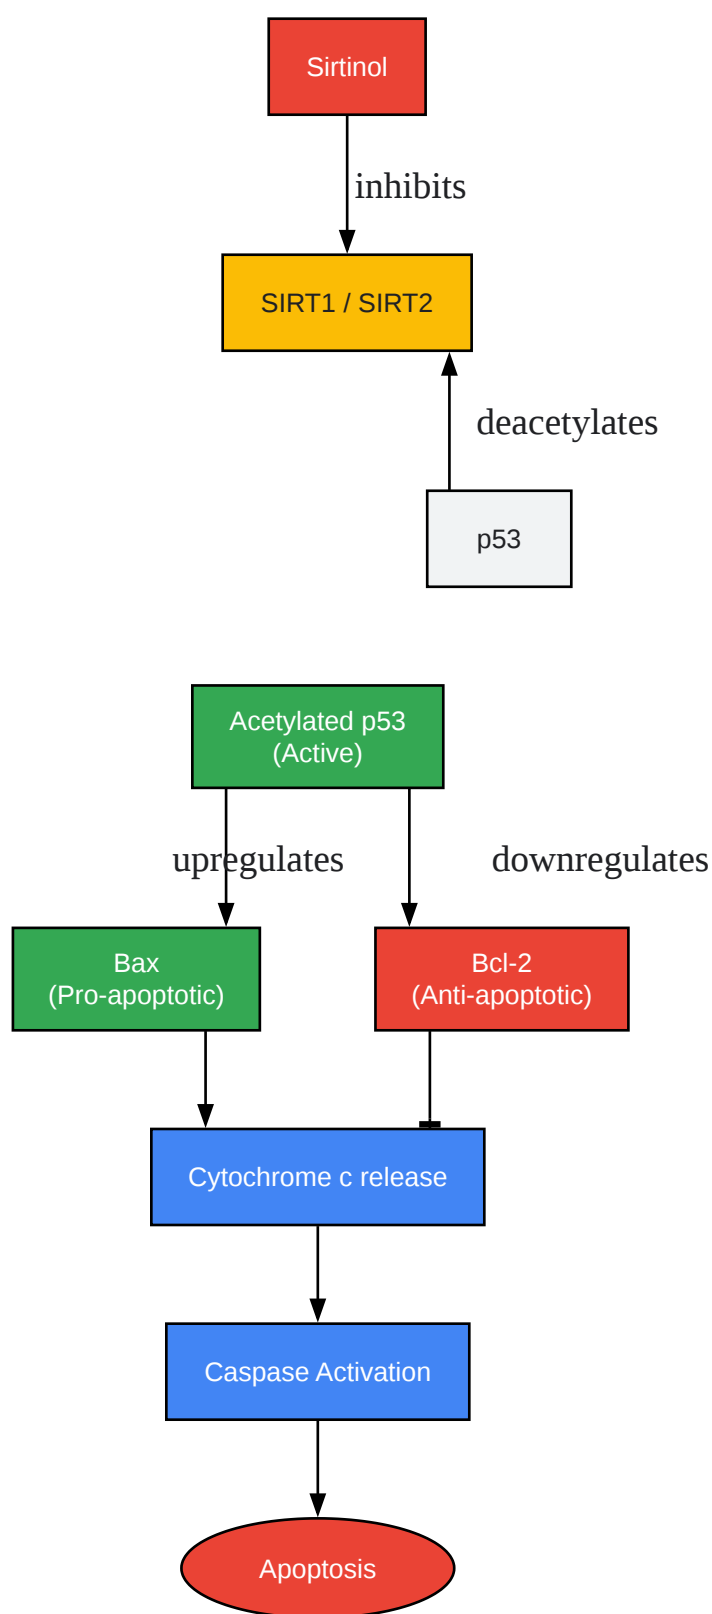 Sirtinol
inhibits
SIRT1 / SIRT2
deacetylates
p53
Acetylated p53
(Active)
upregulates
downregulates
Bax
(Pro-apoptotic)
Bcl-2
(Anti-apoptotic)
Cytochrome c release
Caspase Activation
Apoptosis